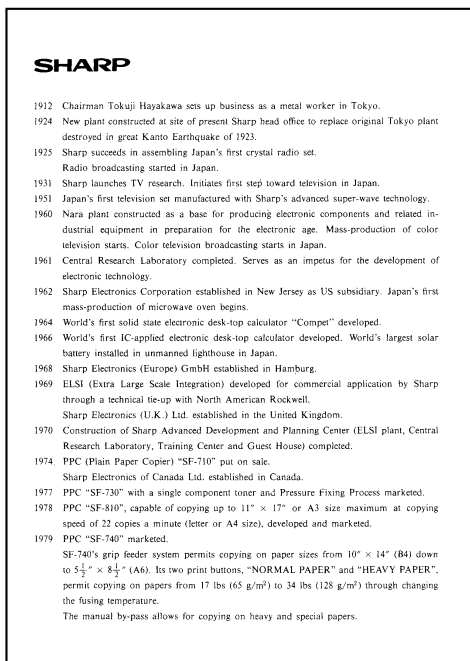 SHARP
1912 Chairman Tokuji Hayakawa sets up business as a metal worker in Tokyo.
1924 New plant constructed at site of present Sharp head office to replace original Tokyo plant
destroyed in great Kanto Earthquake of 1923.
1925 Sharp succeeds in assembling Japan's first crystal radio set.
Radio broadcasting started in Japan.
1931 Sharp launches TV research. Initiates first step toward television in Japan.
1951 Japan's first television set manufactured with Sharp's advanced super-wave technology.
1960 Nara plant constructed as a base for producing electronic components and related in-
dustrial equipment in preparation for the electronic age. Mass-production of color
television starts. Color television broadcasting starts in Japan.
1961 Central Research Laboratory completed. Serves as an impetus for the development of
electronic technology.
1962 Sharp Electronics Corporation established in New Jersey as US subsidiary. Japan's first
mass-production of microwave oven begins.
1964 World's first solid state electronic desk-top calculator "Compet" developed.
1966 World's first IC-applied electronic desk-top calculator developed. World's largest solar
battery installed in unmanned lighthouse in Japan.
1968 Sharp Electronics (Europe) GmbH established in Hamburg.
1969 ELSI (Extra Large Scale Integration) developed for commercial application by Sharp
through a technical tie-up with North American Rockwell.
Sharp Electronics (U.K.) Ltd. established in the United Kingdom.
1970 Construction of Sharp Advanced Development and Planning Center (ELSI plant, Central
Research Laboratory, Training Center and Guest House) completed.
1974 PPC (Plain Paper Copier) "SF-710" put on sale.
Sharp Electronics of Canada Ltd. established in Canada.
1977 PPC "SF-730" with a single component toner and Pressure Fixing Process marketed.
1978 PPC "SF-810", capable of copying up to 11" × 17" or A3 size maximum at copying
speed of 22 copies a minute (letter or A4 size), developed and marketed.
1979 PPC "SF-740" marketed.
SF-740's grip feeder system permits copying on paper sizes from 10" × 14" (B4) down
to 5½" × 8½" (A6). Its two print buttons, "NORMAL PAPER" and "HEAVY PAPER",
permit copying on papers from 17 lbs (65 g/m²) to 34 lbs (128 g/m²) through changing
the fusing temperature.
The manual by-pass allows for copying on heavy and special papers.